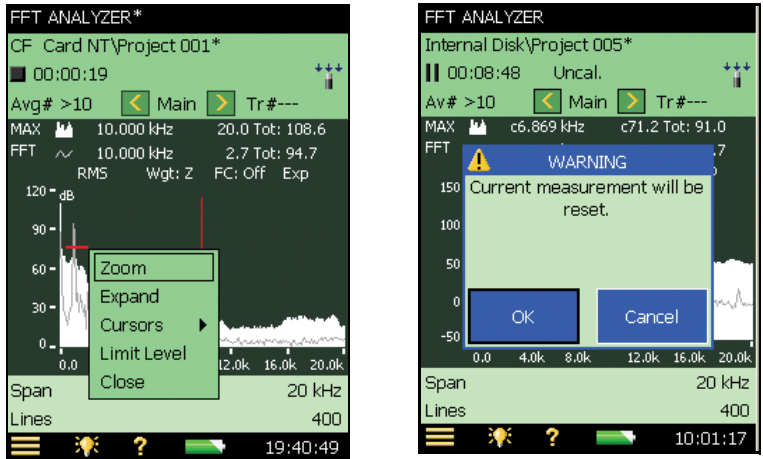 FFT ANALYZER*
CF Card NT\Project 001*
00:00:19
Avg# >10 < Main > Tr#---
MAX 10.000 kHz 20.0 Tot: 108.6
FFT 10.000 kHz 2.7 Tot: 94.7
RMS Wgt: Z FC: Off Exp
120 dB
90
60
30
0
Zoom
Expand
Cursors
Limit Level
Close
0.0 12.0k 16.0k 20.0k
Span 20 kHz
Lines 400
? 19:40:49
FFT ANALYZER
Internal Disk\Project 005*
00:08:48 Uncal.
Av# >10 < Main > Tr#---
MAX c6.869 kHz c71.2 Tot: 91.0
FFT .7
WARNING
Current measurement will be
reset.
OK Cancel
150
100
50
0
-50
0.0 4.0k 8.0k 12.0k 16.0k 20.0k
Span 20 kHz
Lines 400
? 10:01:17